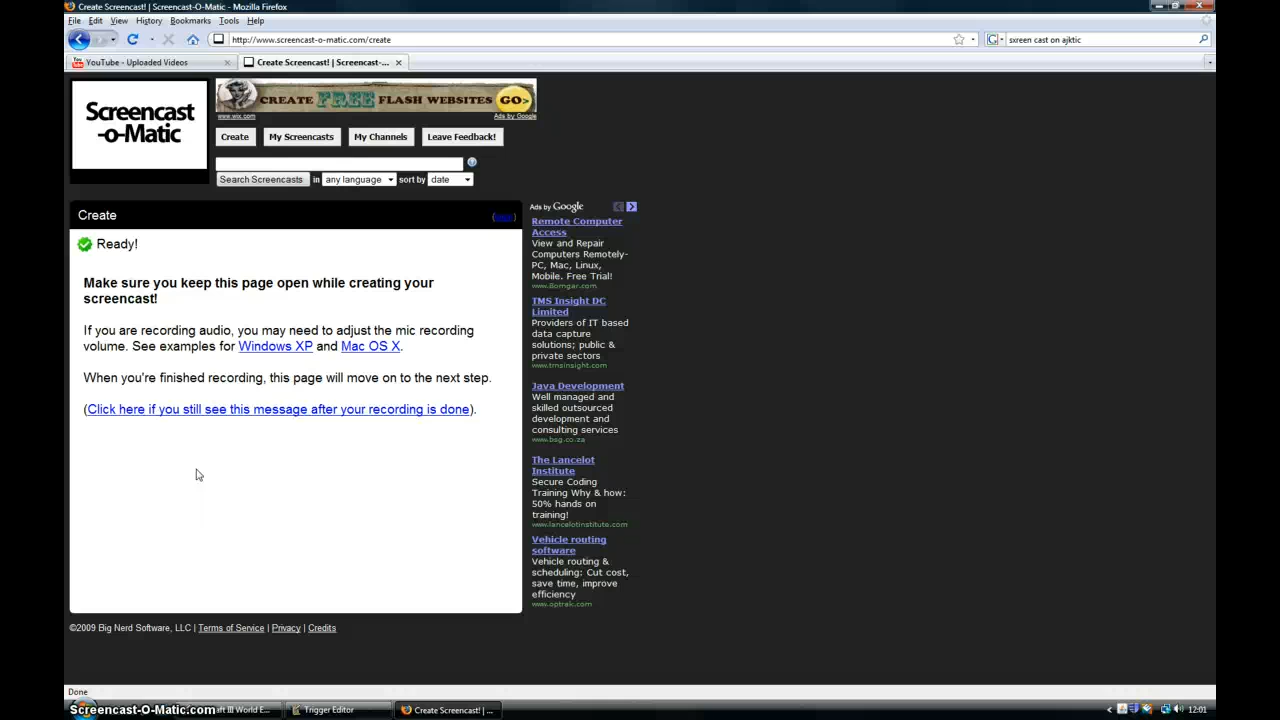 Create Screencast! | Screencast-O-Matic - Mozilla Firefox
File Edit View History Bookmarks Tools Help
http://www.screencast-o-matic.com/create
sxreen cast on ajktic
YouTube - Uploaded Videos
Create Screencast! | Screencast-...
Screencast
-o-Matic
CREATE FREE FLASH WEBSITES GO>
www.wix.com
Ads by Google
Create
My Screencasts
My Channels
Leave Feedback!
Search Screencasts in any language sort by date
Create
Ready!
Make sure you keep this page open while creating your
screencast!
If you are recording audio, you may need to adjust the mic recording
volume. See examples for Windows XP and Mac OS X.
When you're finished recording, this page will move on to the next step.
(Click here if you still see this message after your recording is done).
Ads by Google
Remote Computer
Access
View and Repair
Computers Remotely-
PC, Mac, Linux,
Mobile. Free Trial!
www.Bomgar.com
TMS Insight DC
Limited
Providers of IT based
data capture
solutions; public &
private sectors
www.tmsinsight.com
Java Development
Well managed and
skilled outsourced
development and
consulting services
www.bsg.co.za
The Lancelot
Institute
Secure Coding
Training Why & how:
50% hands on
training!
www.lancelotinstitute.com
Vehicle routing
software
Vehicle routing &
scheduling: Cut cost,
save time, improve
efficiency
www.optrak.com
©2009 Big Nerd Software, LLC | Terms of Service | Privacy | Credits
Done
Screencast-O-Matic.com
aft III World E...
Trigger Editor
Create Screencast! | ...
12:01